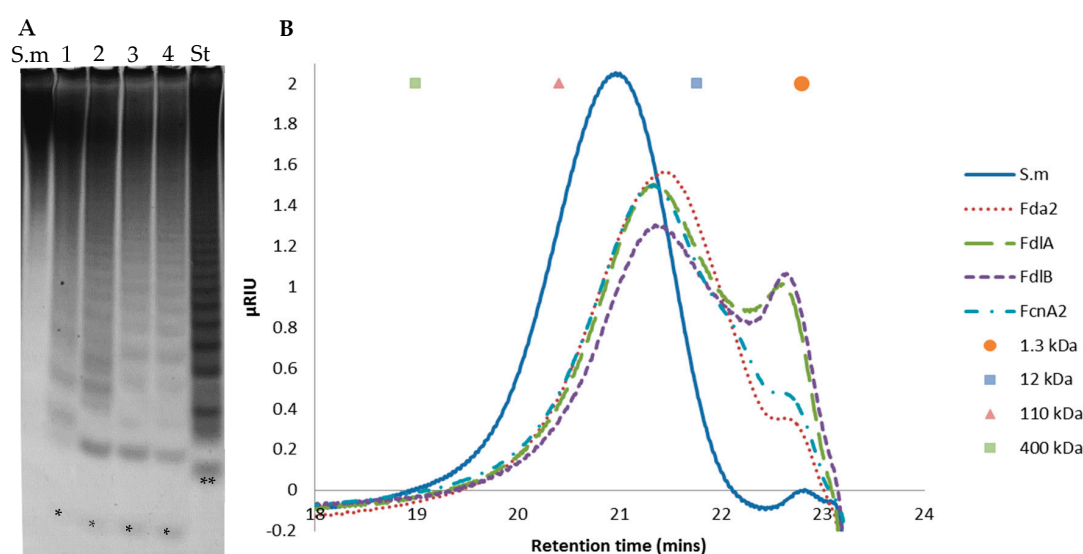 A
B
S.m 1 2 3 4 St
**
* * * *
2
1.8
1.6
1.4
1.2
1
0.8
0.6
0.4
0.2
0
-0.2
µRIU
18 19 20 21 22 23 24
Retention time (mins)
S.m
Fda2
FdlA
FdlB
FcnA2
1.3 kDa
12 kDa
110 kDa
400 kDa